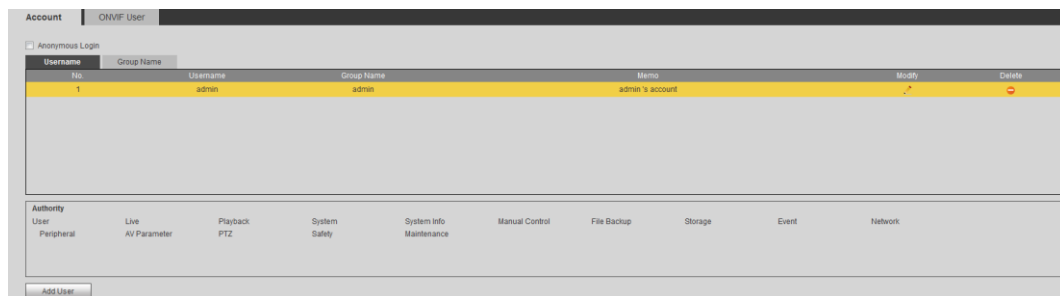 Account ONVIF User
Anonymous Login
Username Group Name
No. Username Group Name Memo Modify Delete
1 admin admin admin 's account
Authority
User Live Playback System System Info Manual Control File Backup Storage Event Network
Peripheral AV Parameter PTZ Safety Maintenance
Add User